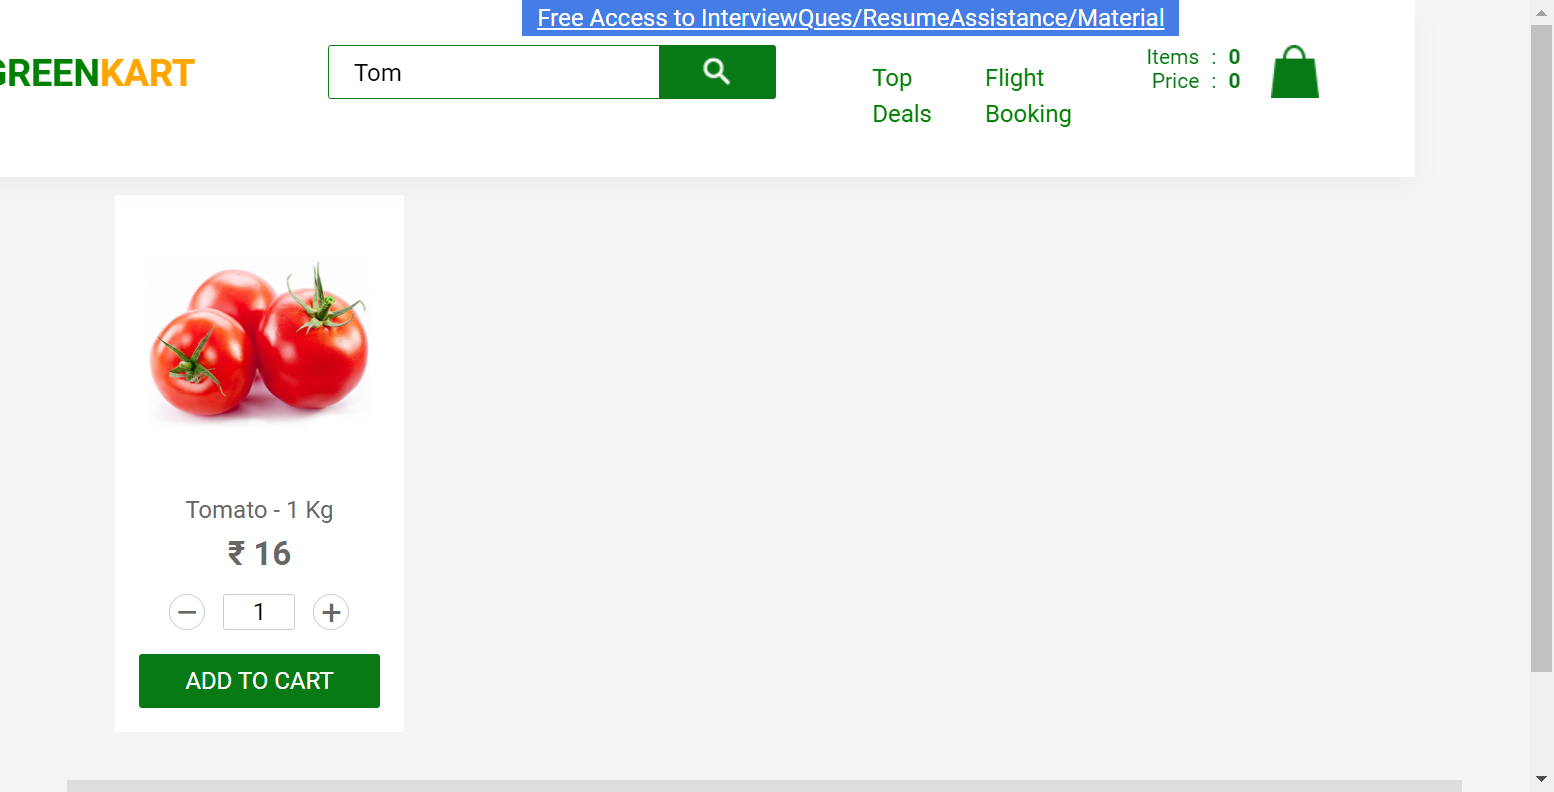 Free Access to InterviewQues/ResumeAssistance/Material
GREENKART
Tom
Top Deals
Flight Booking
Items : 0
Price : 0
Tomato - 1 Kg
₹ 16
1
ADD TO CART